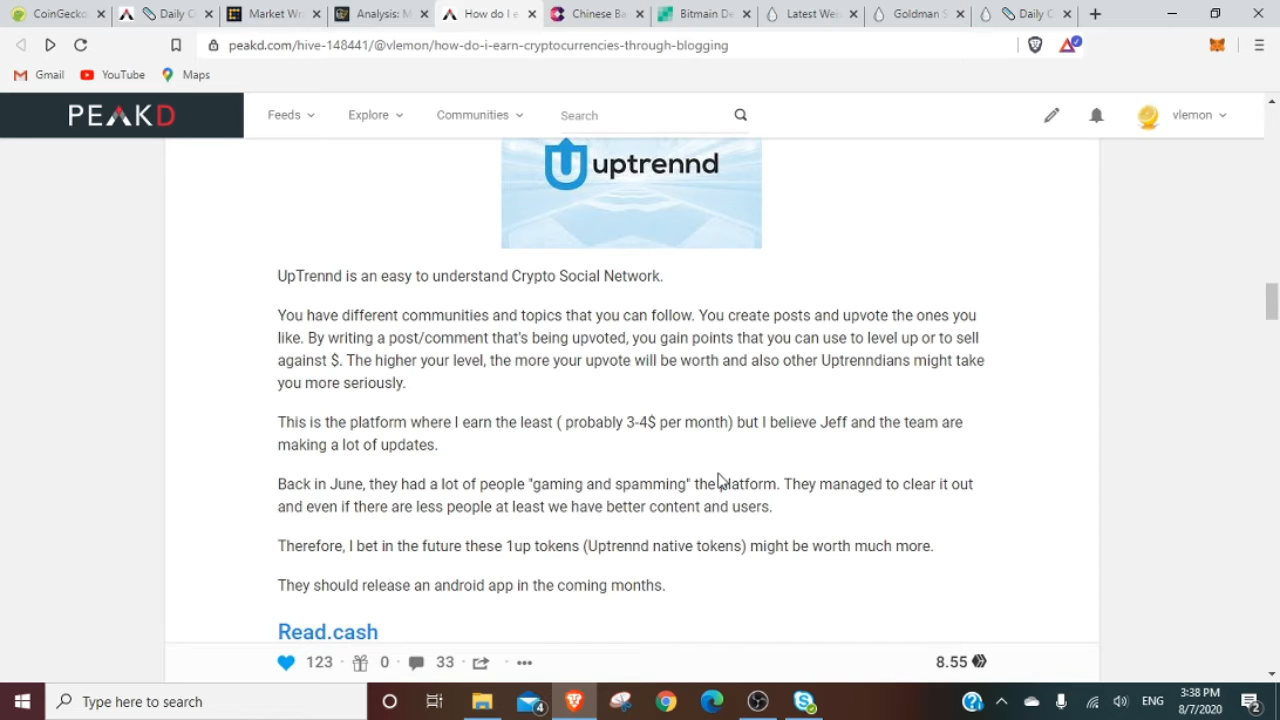 CoinGecko
Daily C
Market Wr
Analysis: M
How do I e
Chinese Ba
Bitmain De
Latest Wei
Goldman S
Daily C
peakd.com/hive-148441/@vlemon/how-do-i-earn-cryptocurrencies-through-blogging
Gmail YouTube Maps
PEAKD Feeds Explore Communities Search vlemon
uptrennd
UpTrennd is an easy to understand Crypto Social Network.
You have different communities and topics that you can follow. You create posts and upvote the ones you
like. By writing a post/comment that's being upvoted, you gain points that you can use to level up or to sell
against $. The higher your level, the more your upvote will be worth and also other Uptrenndians might take
you more seriously.
This is the platform where I earn the least ( probably 3-4$ per month) but I believe Jeff and the team are
making a lot of updates.
Back in June, they had a lot of people "gaming and spamming" the platform. They managed to clear it out
and even if there are less people at least we have better content and users.
Therefore, I bet in the future these 1up tokens (Uptrennd native tokens) might be worth much more.
They should release an android app in the coming months.
Read.cash
123 · 0 · 33 · · 8.55
Type here to search
4
ENG
3:38 PM
8/7/2020
2